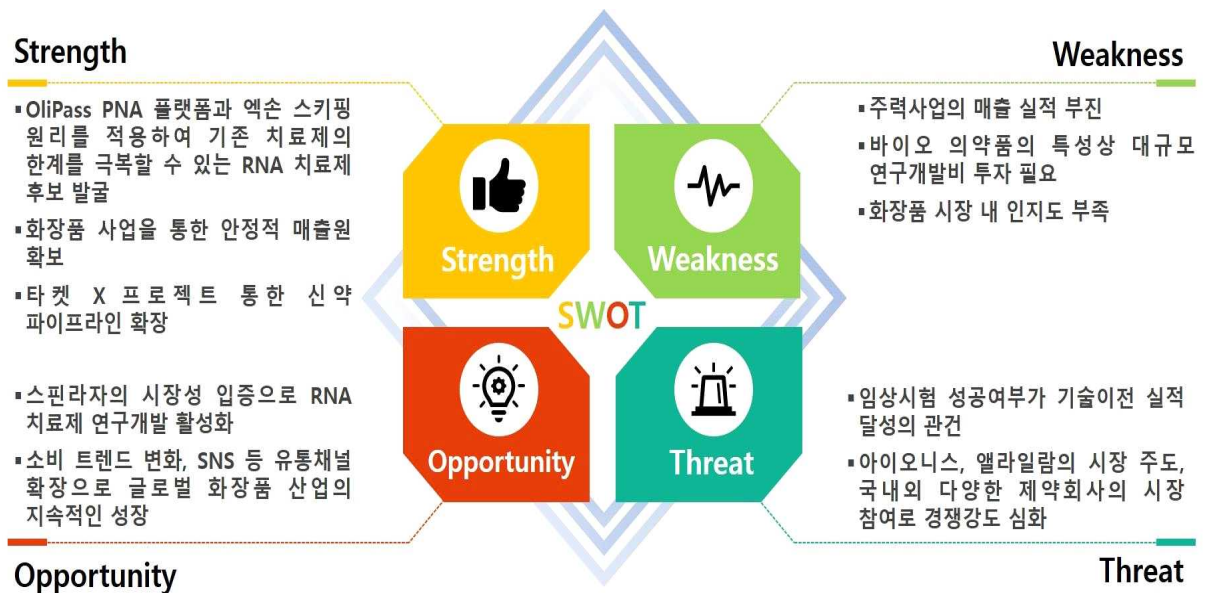 Strength
▪OliPass PNA 플랫폼과 엑손 스키핑
원리를 적용하여 기존 치료제의
한계를 극복할 수 있는 RNA 치료제
후보 발굴
▪화장품 사업을 통한 안정적 매출원
확보
▪타켓 X 프로젝트 통한 신약
파이프라인 확장
Weakness
▪주력사업의 매출 실적 부진
▪바이오 의약품의 특성상 대규모
연구개발비 투자 필요
▪화장품 시장 내 인지도 부족
Strength
Weakness
SWOT
Opportunity
Threat
▪스핀라자의 시장성 입증으로 RNA
치료제 연구개발 활성화
▪소비 트렌드 변화, SNS 등 유통채널
확장으로 글로벌 화장품 산업의
지속적인 성장
Opportunity
▪임상시험 성공여부가 기술이전 실적
달성의 관건
▪아이오니스, 앨라일람의 시장 주도,
국내외 다양한 제약회사의 시장
참여로 경쟁강도 심화
Threat